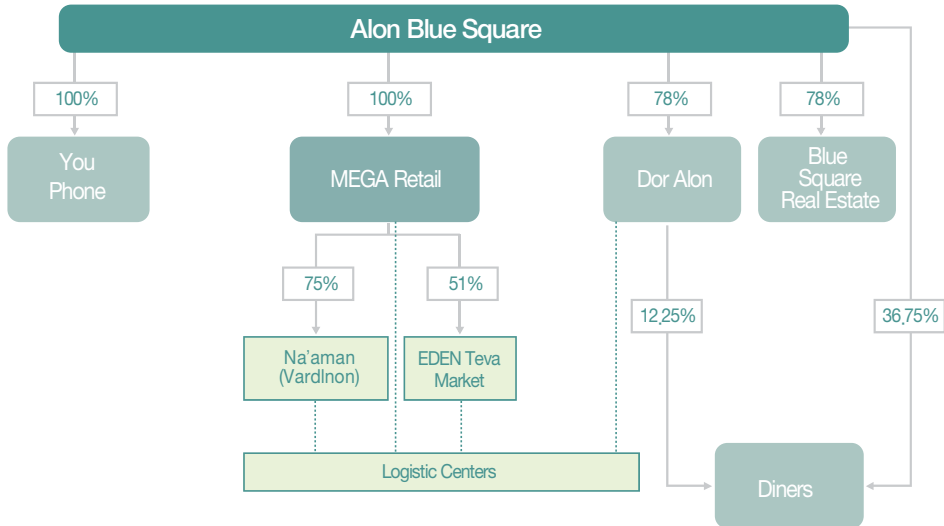 Alon Blue Square
100%
100%
78%
78%
You
Phone
MEGA Retail
Dor Alon
Blue
Square
Real Estate
75%
51%
12,25%
36,75%
Na'aman
(VardInon)
EDEN Teva
Market
Logistic Centers
Diners